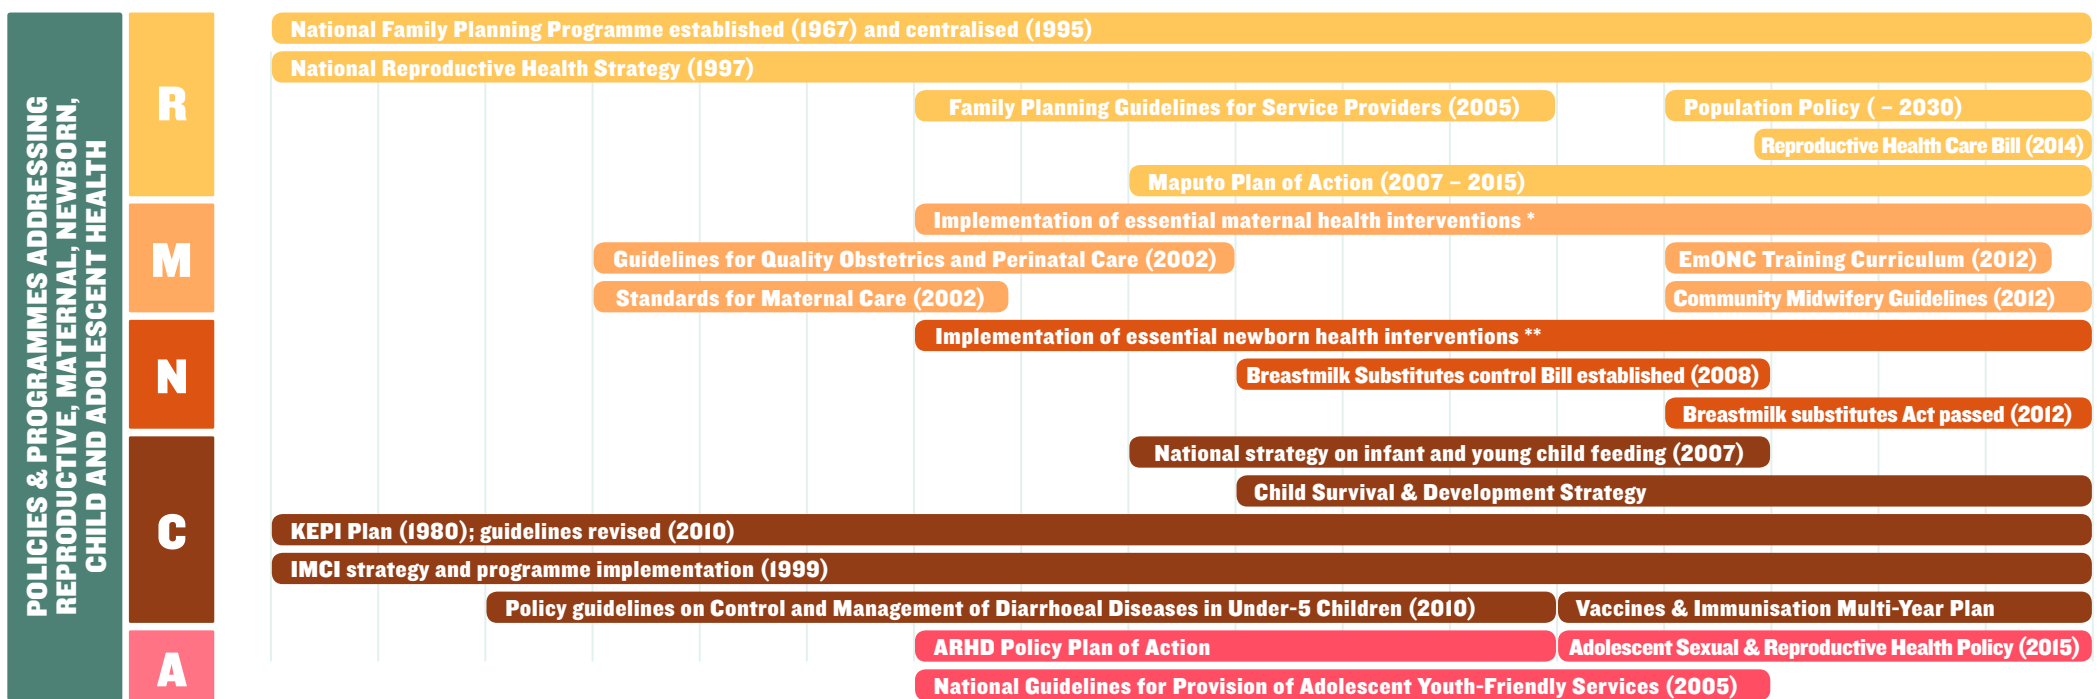 POLICIES & PROGRAMMES ADDRESSING
REPRODUCTIVE, MATERNAL, NEWBORN,
CHILD AND ADOLESCENT HEALTH
R
National Family Planning Programme established (1967) and centralised (1995)
National Reproductive Health Strategy (1997)
Family Planning Guidelines for Service Providers (2005)
Population Policy ( – 2030)
Reproductive Health Care Bill (2014)
Maputo Plan of Action (2007 – 2015)
M
Implementation of essential maternal health interventions *
Guidelines for Quality Obstetrics and Perinatal Care (2002)
EmONC Training Curriculum (2012)
Standards for Maternal Care (2002)
Community Midwifery Guidelines (2012)
N
Implementation of essential newborn health interventions **
Breastmilk Substitutes control Bill established (2008)
Breastmilk substitutes Act passed (2012)
C
National strategy on infant and young child feeding (2007)
Child Survival & Development Strategy
KEPI Plan (1980); guidelines revised (2010)
IMCI strategy and programme implementation (1999)
Policy guidelines on Control and Management of Diarrhoeal Diseases in Under-5 Children (2010)
Vaccines & Immunisation Multi-Year Plan
A
ARHD Policy Plan of Action
Adolescent Sexual & Reproductive Health Policy (2015)
National Guidelines for Provision of Adolescent Youth-Friendly Services (2005)